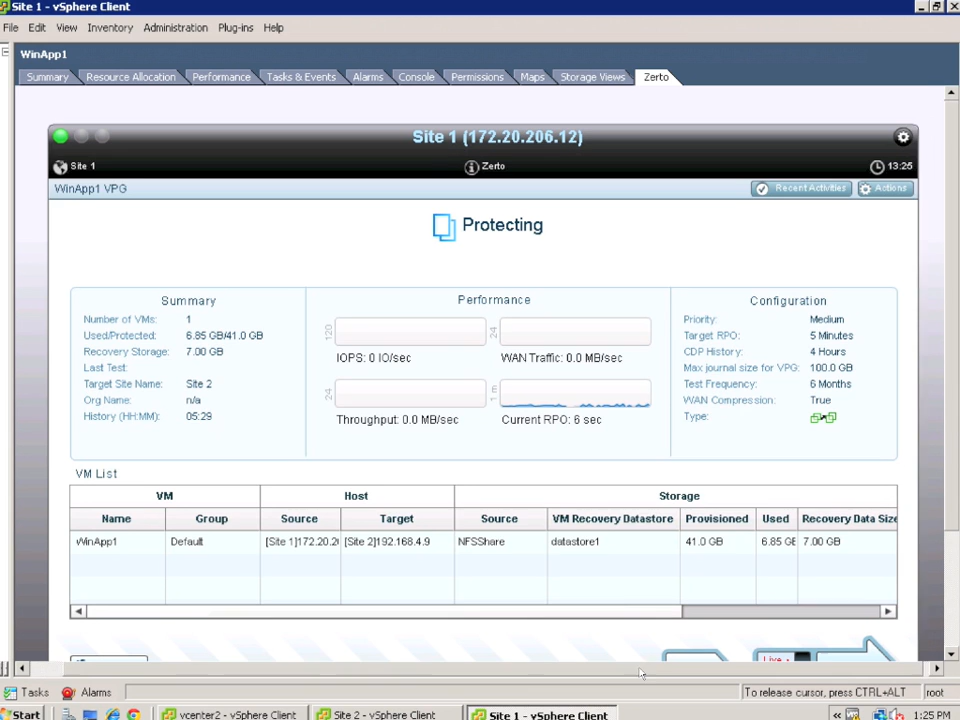 Site 1 - vSphere Client
File Edit View Inventory Administration Plug-ins Help
WinApp1
Summary Resource Allocation Performance Tasks & Events Alarms Console Permissions Maps Storage Views Zerto
Site 1 (172.20.206.12)
Site 1 Zerto 13:25
WinApp1 VPG Recent Activities Actions
Protecting
Summary Performance Configuration
Number of VMs: 1
Used/Protected: 6.85 GB/41.0 GB
Recovery Storage: 7.00 GB
Last Test:
Target Site Name: Site 2
Org Name: n/a
History (HH:MM): 05:29
120 24
IOPS: 0 IO/sec WAN Traffic: 0.0 MB/sec
24 1 m
Throughput: 0.0 MB/sec Current RPO: 6 sec
Priority: Medium
Target RPO: 5 Minutes
CDP History: 4 Hours
Max journal size for VPG: 100.0 GB
Test Frequency: 6 Months
WAN Compression: True
Type:
VM List
VM Host Storage
Name Group Source Target Source VM Recovery Datastore Provisioned Used Recovery Data Size
WinApp1 Default [Site 1]172.20.20 [Site 2]192.168.4.9 NFSShare datastore1 41.0 GB 6.85 GB 7.00 GB
Live
Tasks Alarms To release cursor, press CTRL+ALT root
Start vcenter2 - vSphere Client Site 2 - vSphere Client Site 1 - vSphere Client 1:25 PM